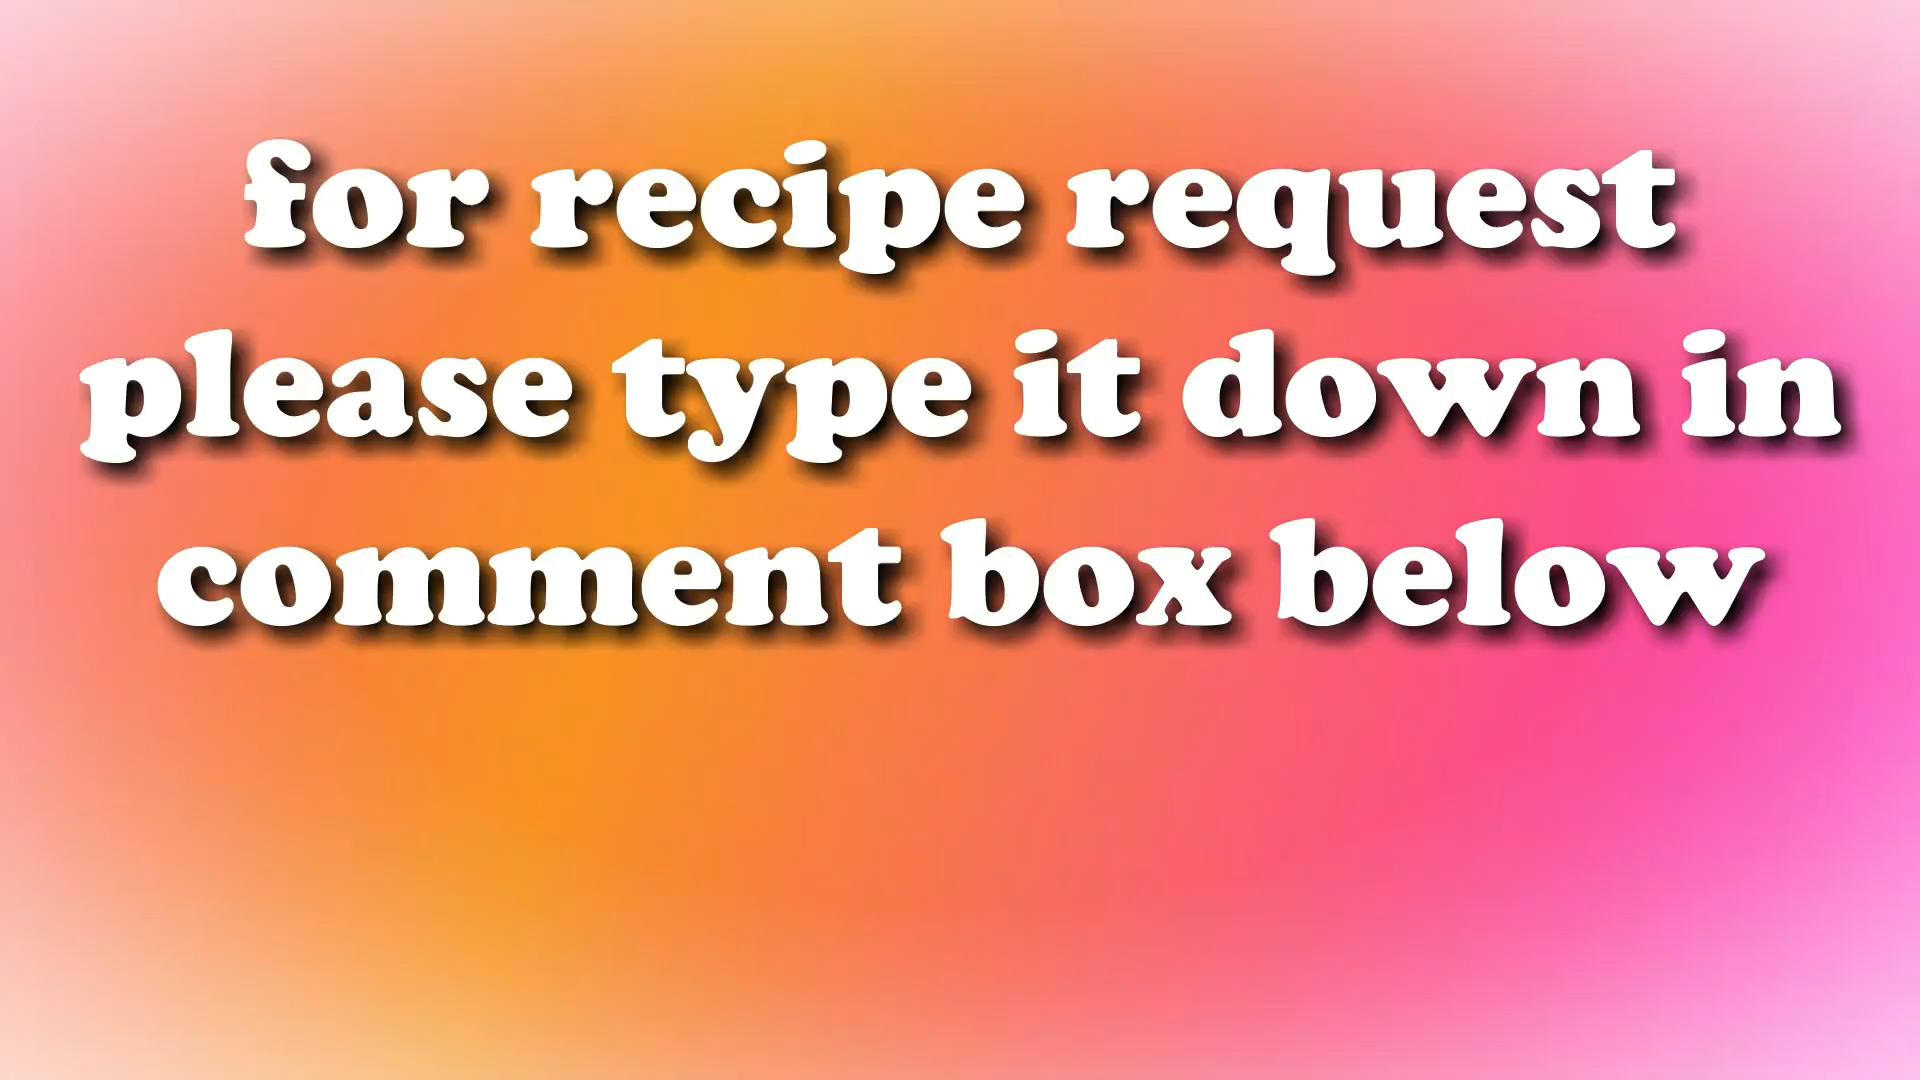 for recipe request
please type it down in
comment box below